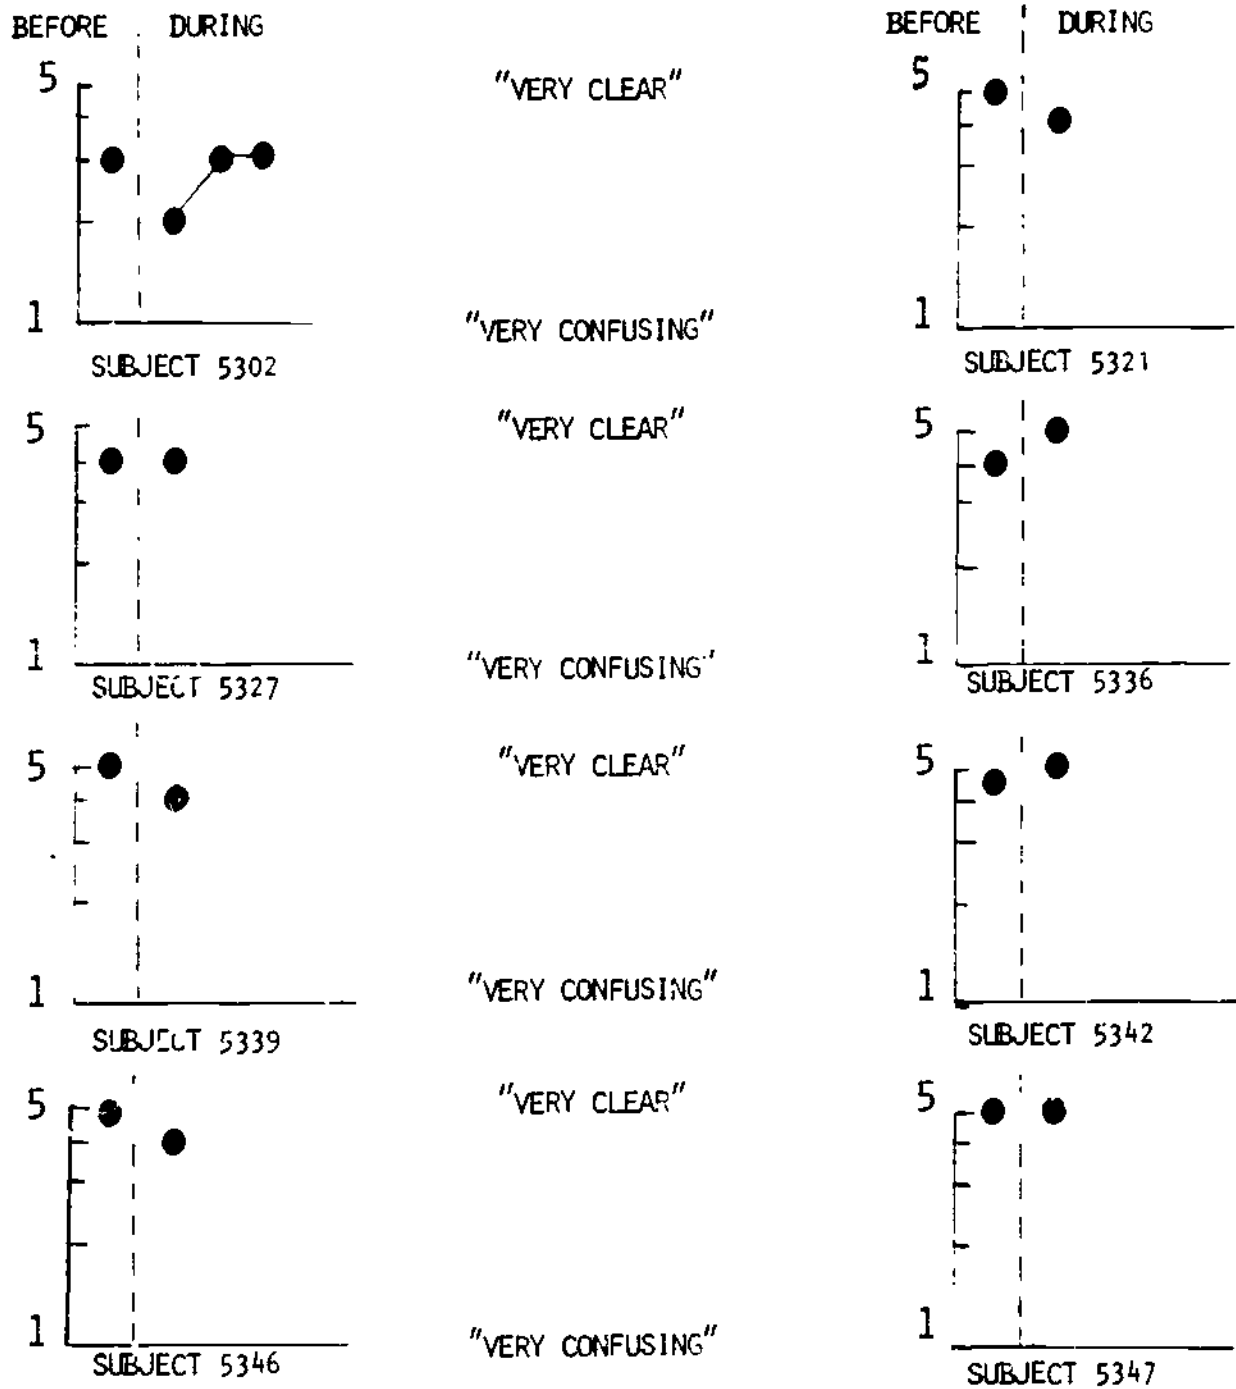 BEFORE DURING BEFORE DURING
5 "VERY CLEAR" 5
1 "VERY CONFUSING" 1
SUBJECT 5302 SUBJECT 5321
5 "VERY CLEAR" 5
1 "VERY CONFUSING" 1
SUBJECT 5327 SUBJECT 5336
5 "VERY CLEAR" 5
1 "VERY CONFUSING" 1
SUBJECT 5339 SUBJECT 5342
5 "VERY CLEAR" 5
1 "VERY CONFUSING" 1
SUBJECT 5346 SUBJECT 5347